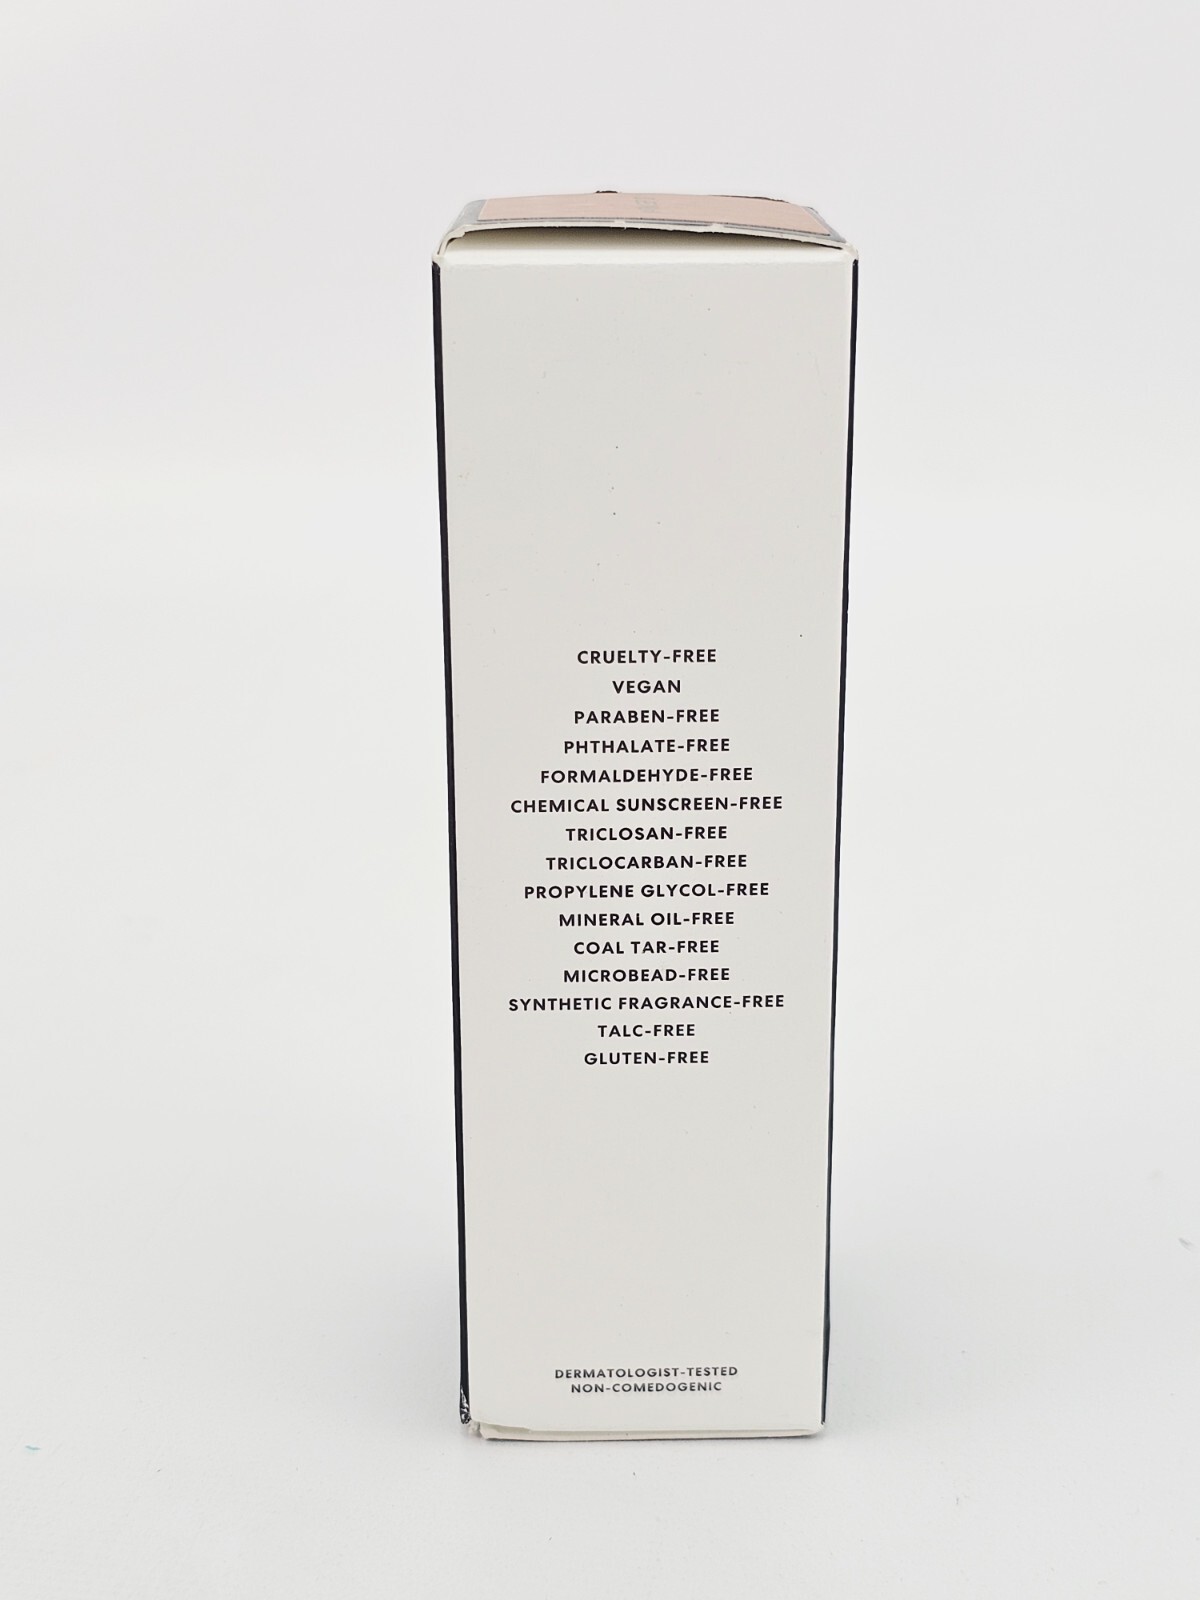 CRUELTY-FREE
VEGAN
PARABEN-FREE
PHTHALATE-FREE
FORMALDEHYDE-FREE
CHEMICAL SUNSCREEN-FREE
TRICLOSAN-FREE
TRICLOCARBAN-FREE
PROPYLENE GLYCOL-FREE
MINERAL OIL-FREE
COAL TAR-FREE
MICROBEAD-FREE
SYNTHETIC FRAGRANCE-FREE
TALC-FREE
GLUTEN-FREE
DERMATOLOGIST-TESTED
NON-COMEDOGENIC